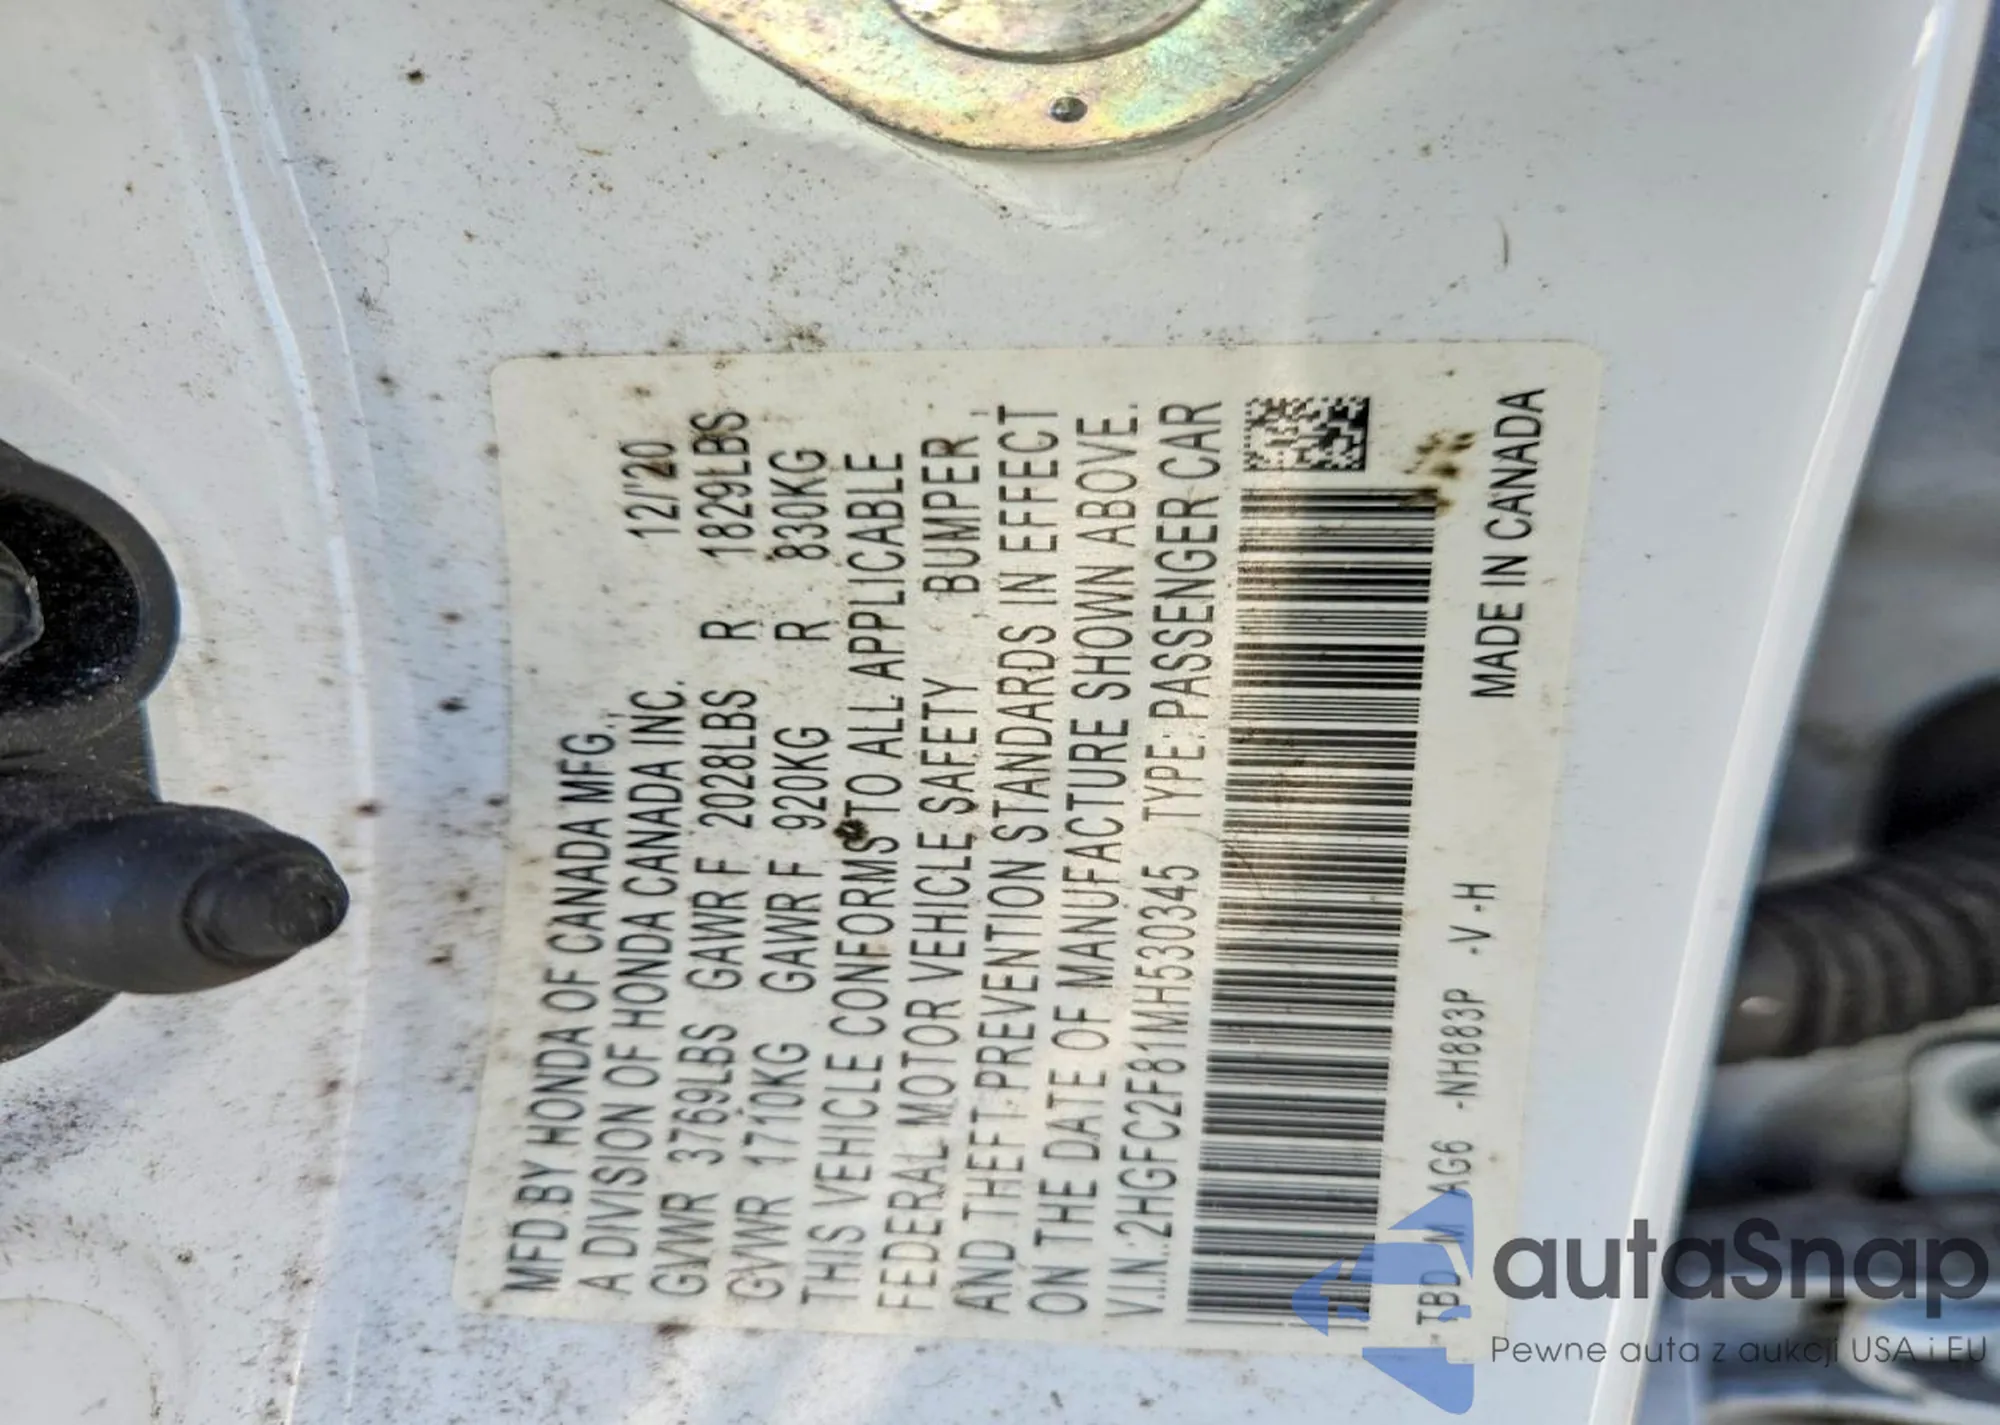 MFD.BY HONDA OF CANADA MFG.,
A DIVISION OF HONDA CANADA INC. 12/20
GVWR 3769LBS GAWR F 2028LBS R 1829LBS
GVWR 1710KG GAWR F 920KG R 830KG
THIS VEHICLE CONFORMS TO ALL APPLICABLE
FEDERAL MOTOR VEHICLE SAFETY , BUMPER ,
AND THEFT PREVENTION STANDARDS IN EFFECT
ON THE DATE OF MANUFACTURE SHOWN ABOVE.
V.I.N.:2HGFC2F81MH530345 TYPE:PASSENGER CAR
-TBD M AG6 -NH883P -V -H
MADE IN CANADA
autaSnap
Pewne auta z aukcji USA i EU